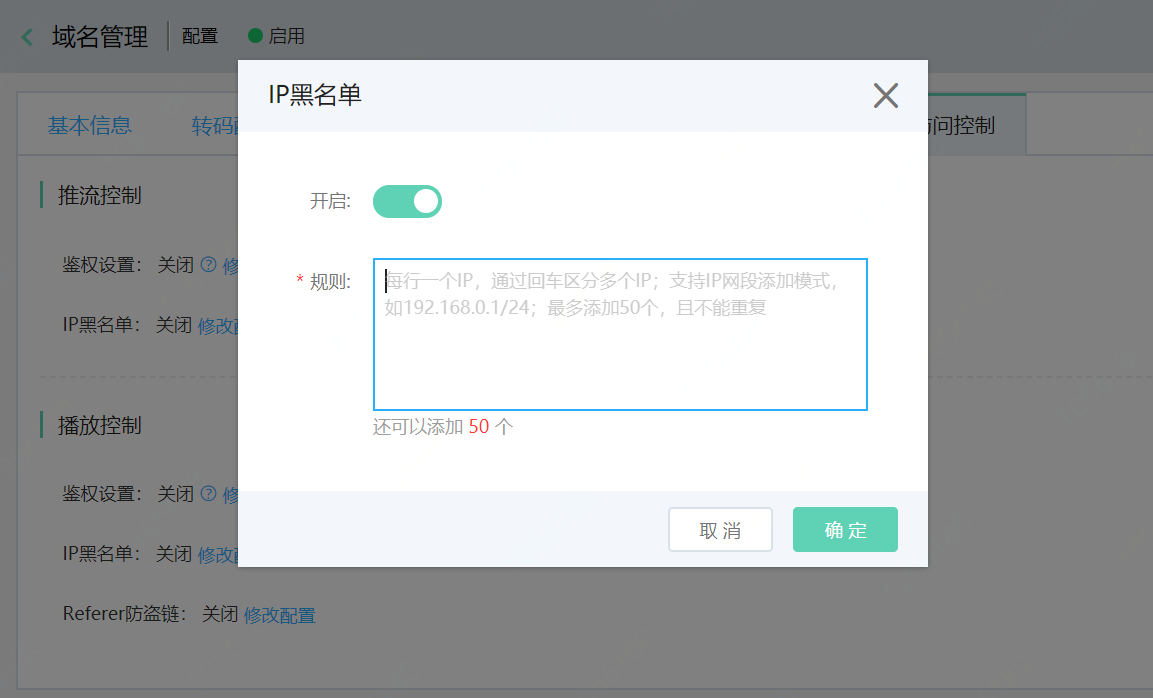 域名管理 配置 启用
IP黑名单
基本信息 转码 问控制
推流控制
开启:
鉴权设置： 关闭 修
* 规则:
每行一个IP，通过回车区分多个IP；支持IP网段添加模式，
如192.168.0.1/24；最多添加50个，且不能重复
IP黑名单： 关闭 修改
还可以添加 50 个
播放控制
鉴权设置： 关闭 修
取 消 确 定
IP黑名单： 关闭 修改
Referer防盗链： 关闭 修改配置